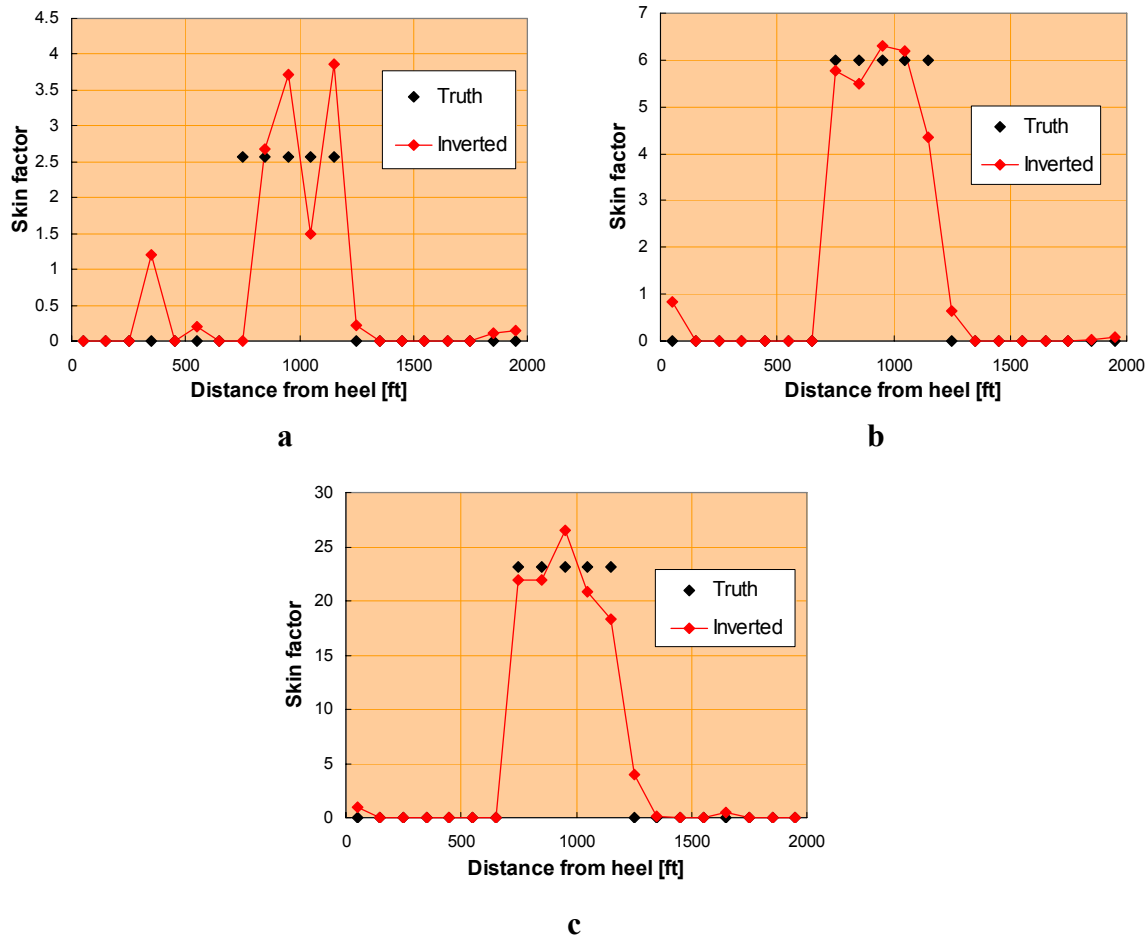 4.5
4
3.5
3
2.5
2
1.5
1
0.5
0
Skin factor
Truth
Inverted
0 500 1000 1500 2000
Distance from heel [ft]
a
7
6
5
4
3
2
1
0
Skin factor
Truth
Inverted
0 500 1000 1500 2000
Distance from heel [ft]
b
30
25
20
15
10
5
0
Skin factor
Truth
Inverted
0 500 1000 1500 2000
Distance from heel [ft]
c